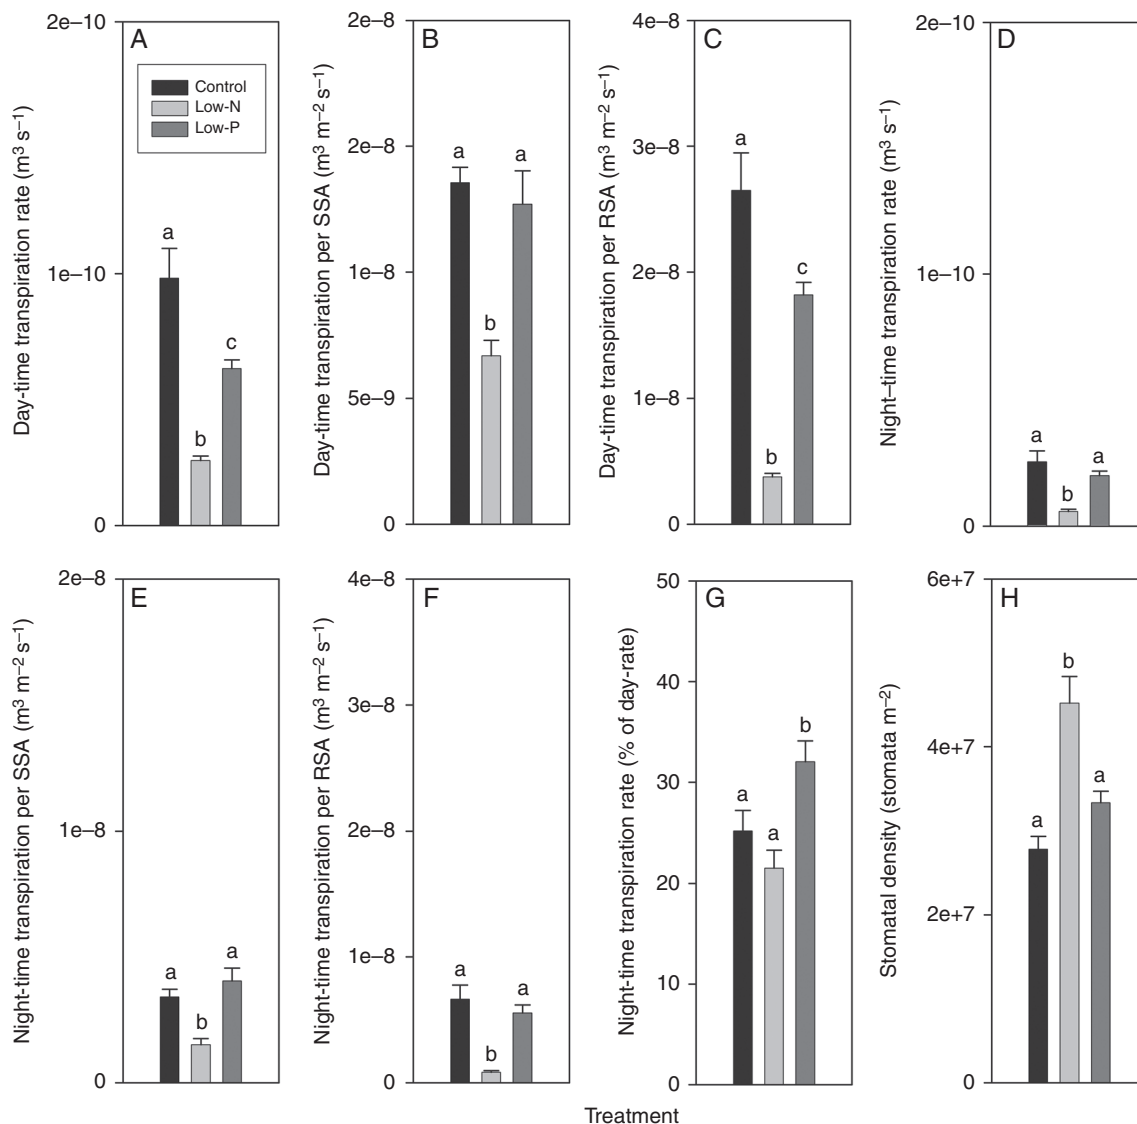 A
2e–10
1e–10
0
Day-time transpiration rate (m³ s⁻¹)
Control
Low-N
Low-P
a
b
c
B
2e–8
2e–8
1e–8
5e–9
0
Day-time transpiration per SSA (m³ m⁻² s⁻¹)
a
b
a
C
4e–8
3e–8
2e–8
1e–8
0
Day-time transpiration per RSA (m³ m⁻² s⁻¹)
a
b
c
D
2e–10
1e–10
0
Night–time transpiration rate (m³ s⁻¹)
a
b
a
E
2e–8
1e–8
0
Night-time transpiration per SSA (m³ m⁻² s⁻¹)
a
b
a
F
4e–8
3e–8
2e–8
1e–8
0
Night-time transpiration per RSA (m³ m⁻² s⁻¹)
a
b
a
G
50
40
30
20
10
0
Night-time transpiration rate (% of day-rate)
a
a
b
H
6e+7
4e+7
2e+7
0
Stomatal density (stomata m⁻²)
a
b
a
Treatment